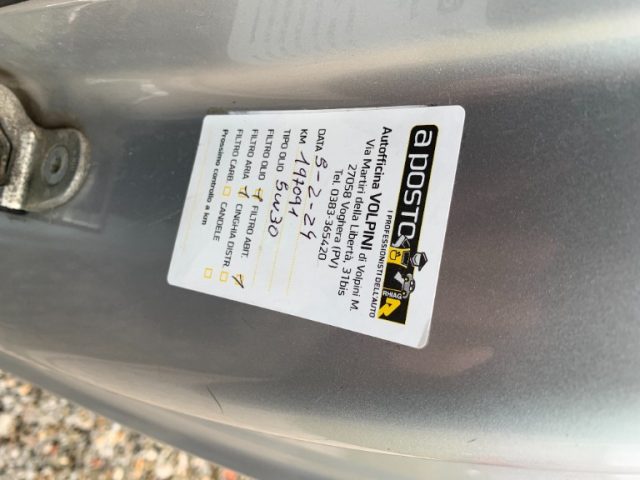 a POSTO
I PROFESSIONISTI DELL'AUTO
RHIAG
Autofficina VOLPINI di Volpini M.
Via Martiri della Libertà, 31bis
27058 Voghera (PV)
Tel. 0383-365420
DATA 5-2-24
KM 197091
TIPO OLIO 5W30
FILTRO OLIO FILTRO ABIT.
FILTRO ARIA CINGHIA DISTR.
FILTRO CARB CANDELE
Prossimo controllo a km